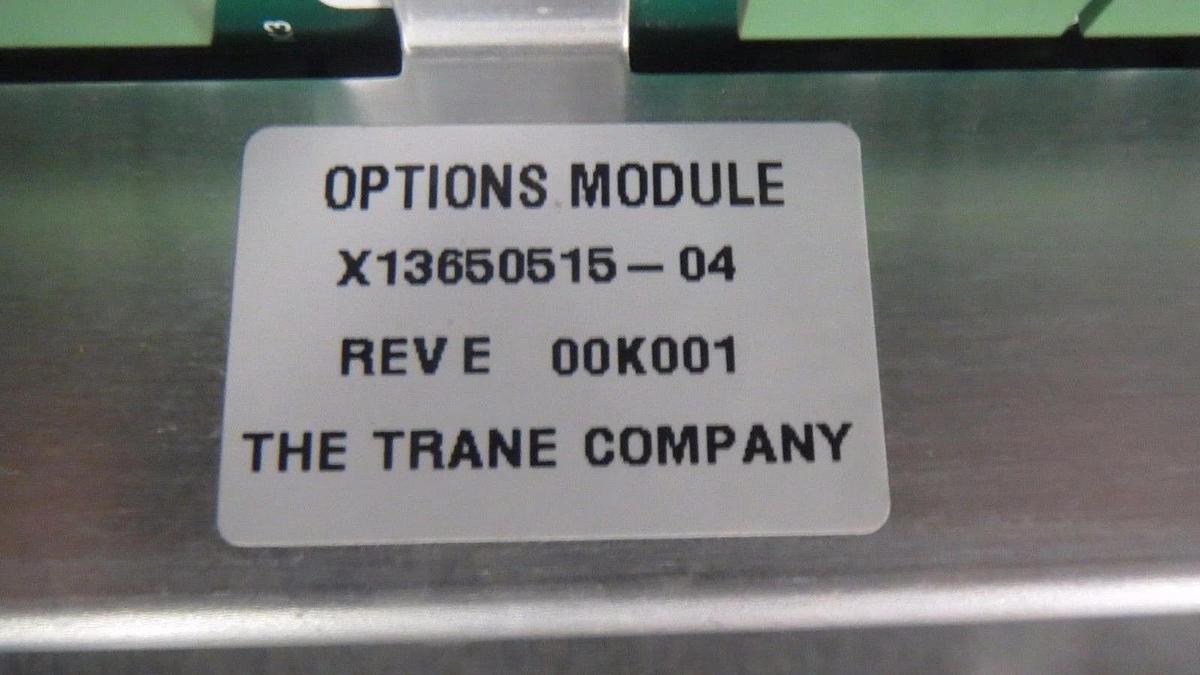 OPTIONS MODULE
X13650515-04
REV E 00K001
THE TRANE COMPANY